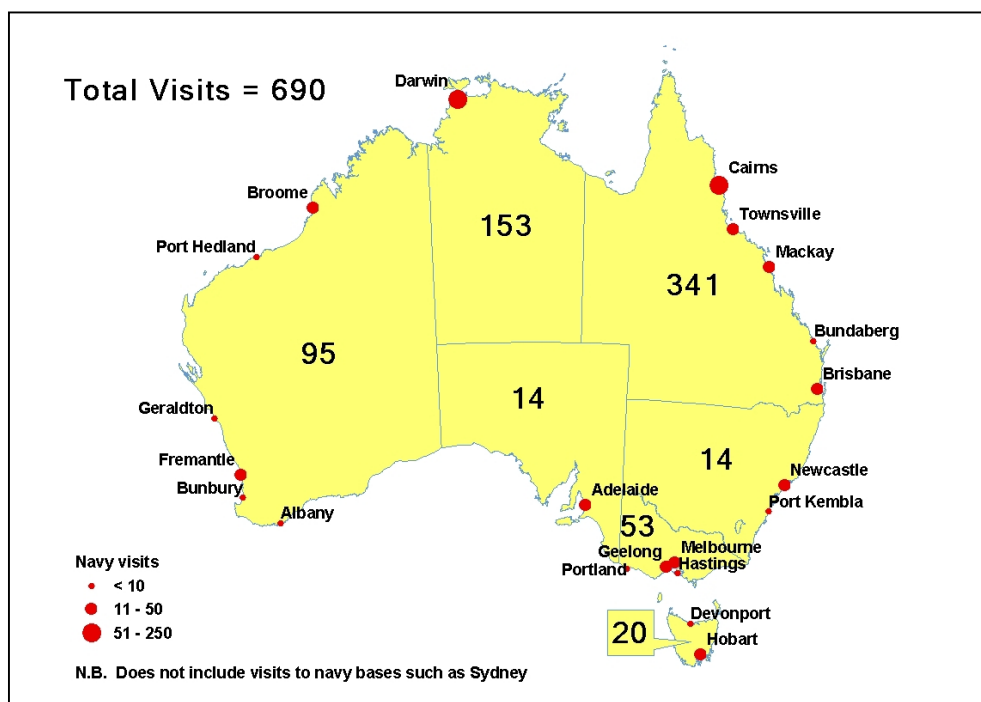 Total Visits = 690
Darwin
Cairns
Broome
Townsville
153
Port Hedland
Mackay
341
Bundaberg
95
Brisbane
14
Geraldton
14
Fremantle
Newcastle
Bunbury
Adelaide
Port Kembla
Albany
53
Geelong
Melbourne
Portland
Hastings
Navy visits
< 10
11 - 50
51 - 250
Devonport
20
Hobart
N.B. Does not include visits to navy bases such as Sydney